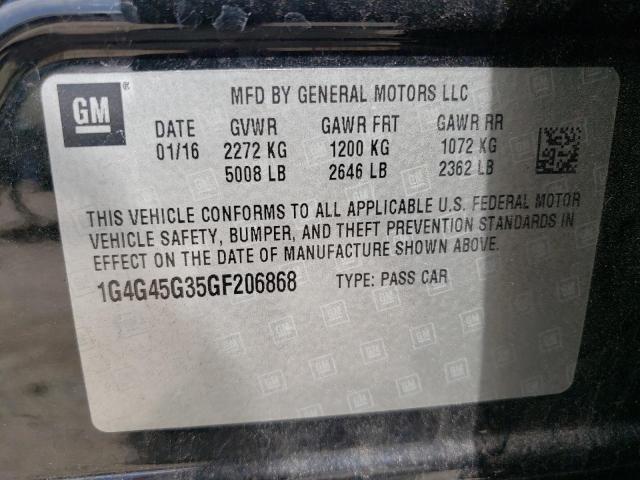 GM
MFD BY GENERAL MOTORS LLC
DATE GVWR GAWR FRT GAWR RR
01/16 2272 KG 1200 KG 1072 KG
5008 LB 2646 LB 2362 LB
THIS VEHICLE CONFORMS TO ALL APPLICABLE U.S. FEDERAL MOTOR
VEHICLE SAFETY, BUMPER, AND THEFT PREVENTION STANDARDS IN
EFFECT ON THE DATE OF MANUFACTURE SHOWN ABOVE.
1G4G45G35GF206868 TYPE: PASS CAR